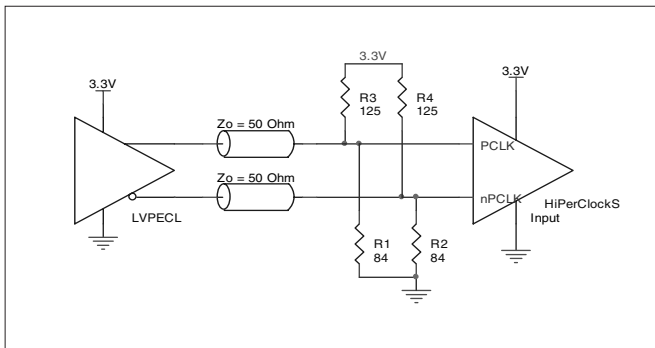 3.3V
3.3V
3.3V
R3
125
R4
125
Zo = 50 Ohm
PCLK
Zo = 50 Ohm
nPCLK
HiPerClockS
Input
LVPECL
R1
84
R2
84